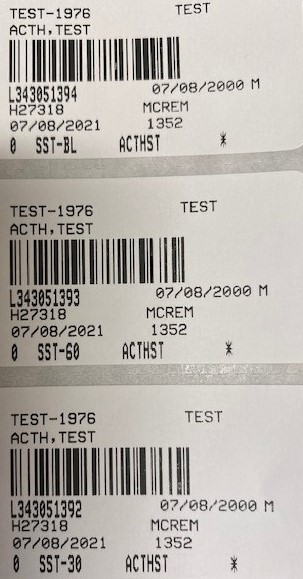 TEST-1976 TEST
ACTH,TEST
L343051394 07/08/2000 M
H27318 MCREM
07/08/2021 1352
0 SST-BL ACTHST *
TEST-1976 TEST
ACTH,TEST
L343051393 07/08/2000 M
H27318 MCREM
07/08/2021 1352
0 SST-60 ACTHST *
TEST-1976 TEST
ACTH,TEST
L343051392 07/08/2000 M
H27318 MCREM
07/08/2021 1352
0 SST-30 ACTHST *